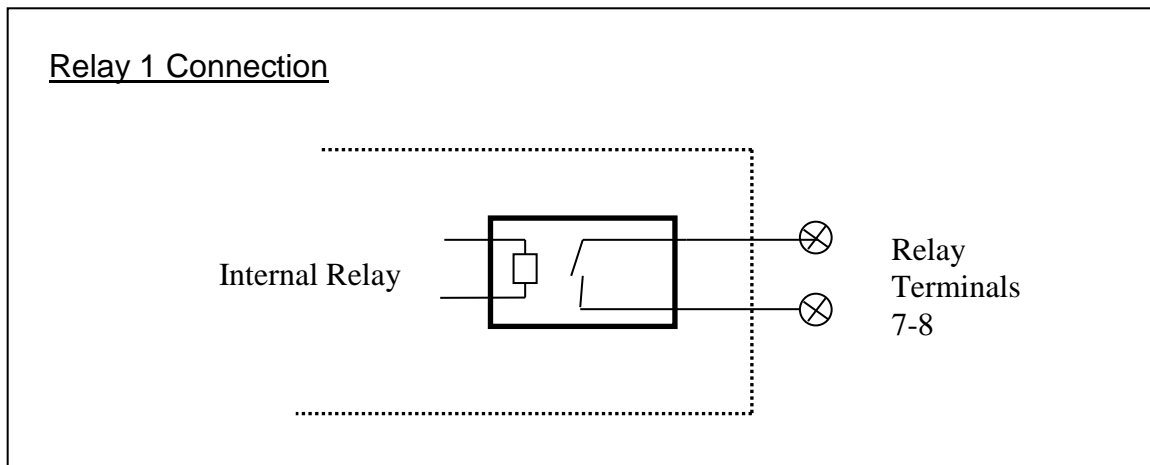 Relay 1 Connection
Internal Relay
Relay
Terminals
7-8